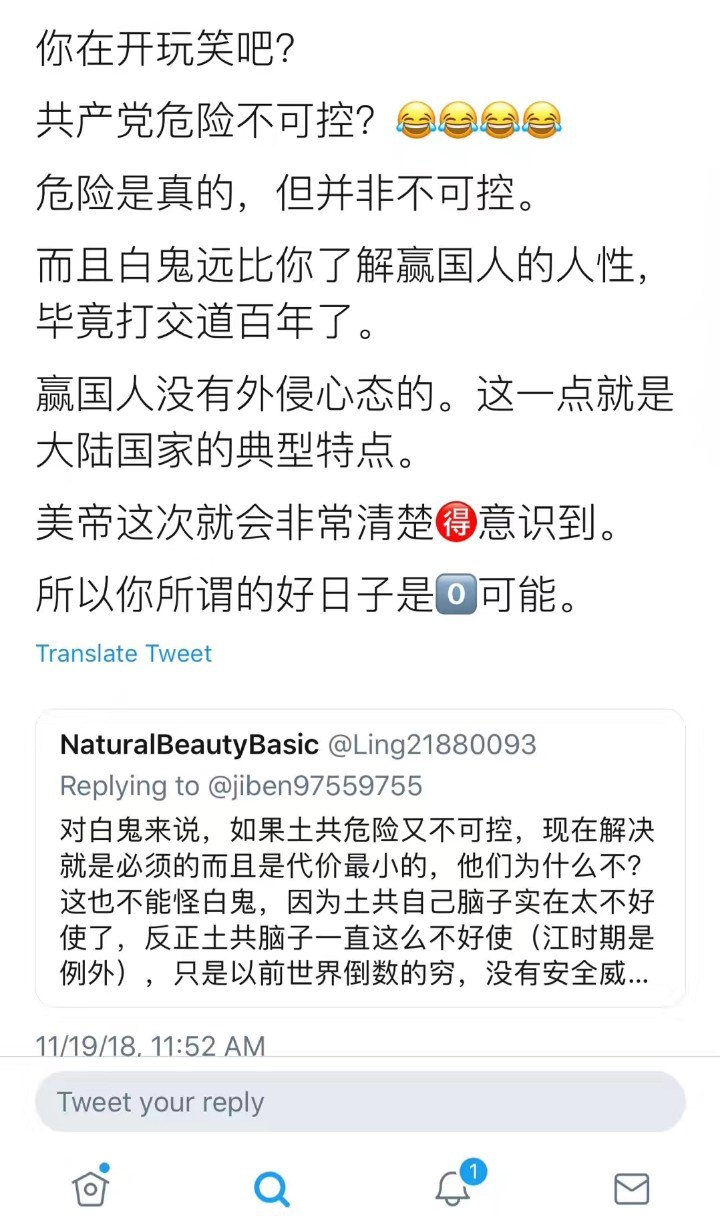 你在开玩笑吧？
共产党危险不可控？😂😂😂😂
危险是真的，但并非不可控。
而且白鬼远比你了解赢国人的人性，
毕竟打交道百年了。
赢国人没有外侵心态的。这一点就是
大陆国家的典型特点。
美帝这次就会非常清楚🉐意识到。
所以你所谓的好日子是0️⃣可能。
Translate Tweet
NaturalBeautyBasic @Ling21880093
Replying to @jiben97559755
对白鬼来说，如果土共危险又不可控，现在解决
就是必须的而且是代价最小的，他们为什么不？
这也不能怪白鬼，因为土共自己脑子实在太不好
使了，反正土共脑子一直这么不好使（江时期是
例外），只是以前世界倒数的穷，没有安全威...
11/19/18, 11:52 AM
Tweet your reply
1